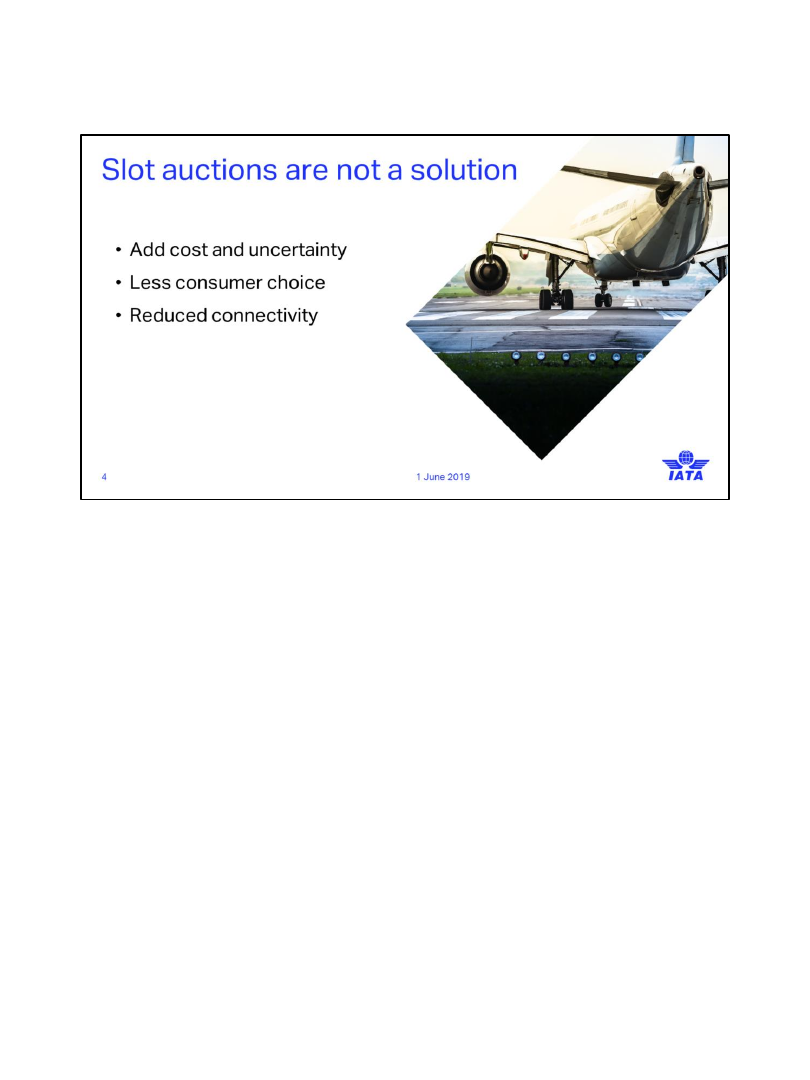 Slot auctions are not a solution
• Add cost and uncertainty
• Less consumer choice
• Reduced connectivity
4
1 June 2019
IATA